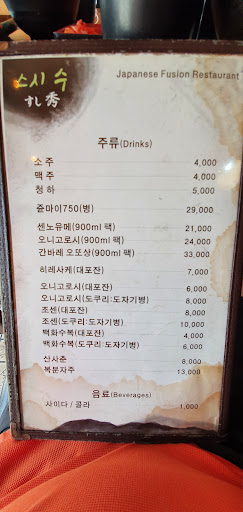 스시 수
すし秀
Japanese Fusion Restaurant
주류(Drinks)
소 주 4,000
맥 주 4,000
청 하 5,000
쥰마이750(병) 29,000
센노유메(900ml 팩) 21,000
오니고로시(900ml 팩) 24,000
간바레 오또상(900ml 팩) 33,000
히레사케(대포잔) 7,000
오니고로시(대포잔) 6,000
오니고로시(도쿠리:도자기병) 8,000
조센(대포잔) 8,000
조센(도쿠리:도자기병) 10,000
백화수복(대포잔) 4,000
백화수복(도쿠리:도자기병) 6,000
산사춘 8,000
복분자주 13,000
음료(Beverages)
사이다 / 콜라 1,000